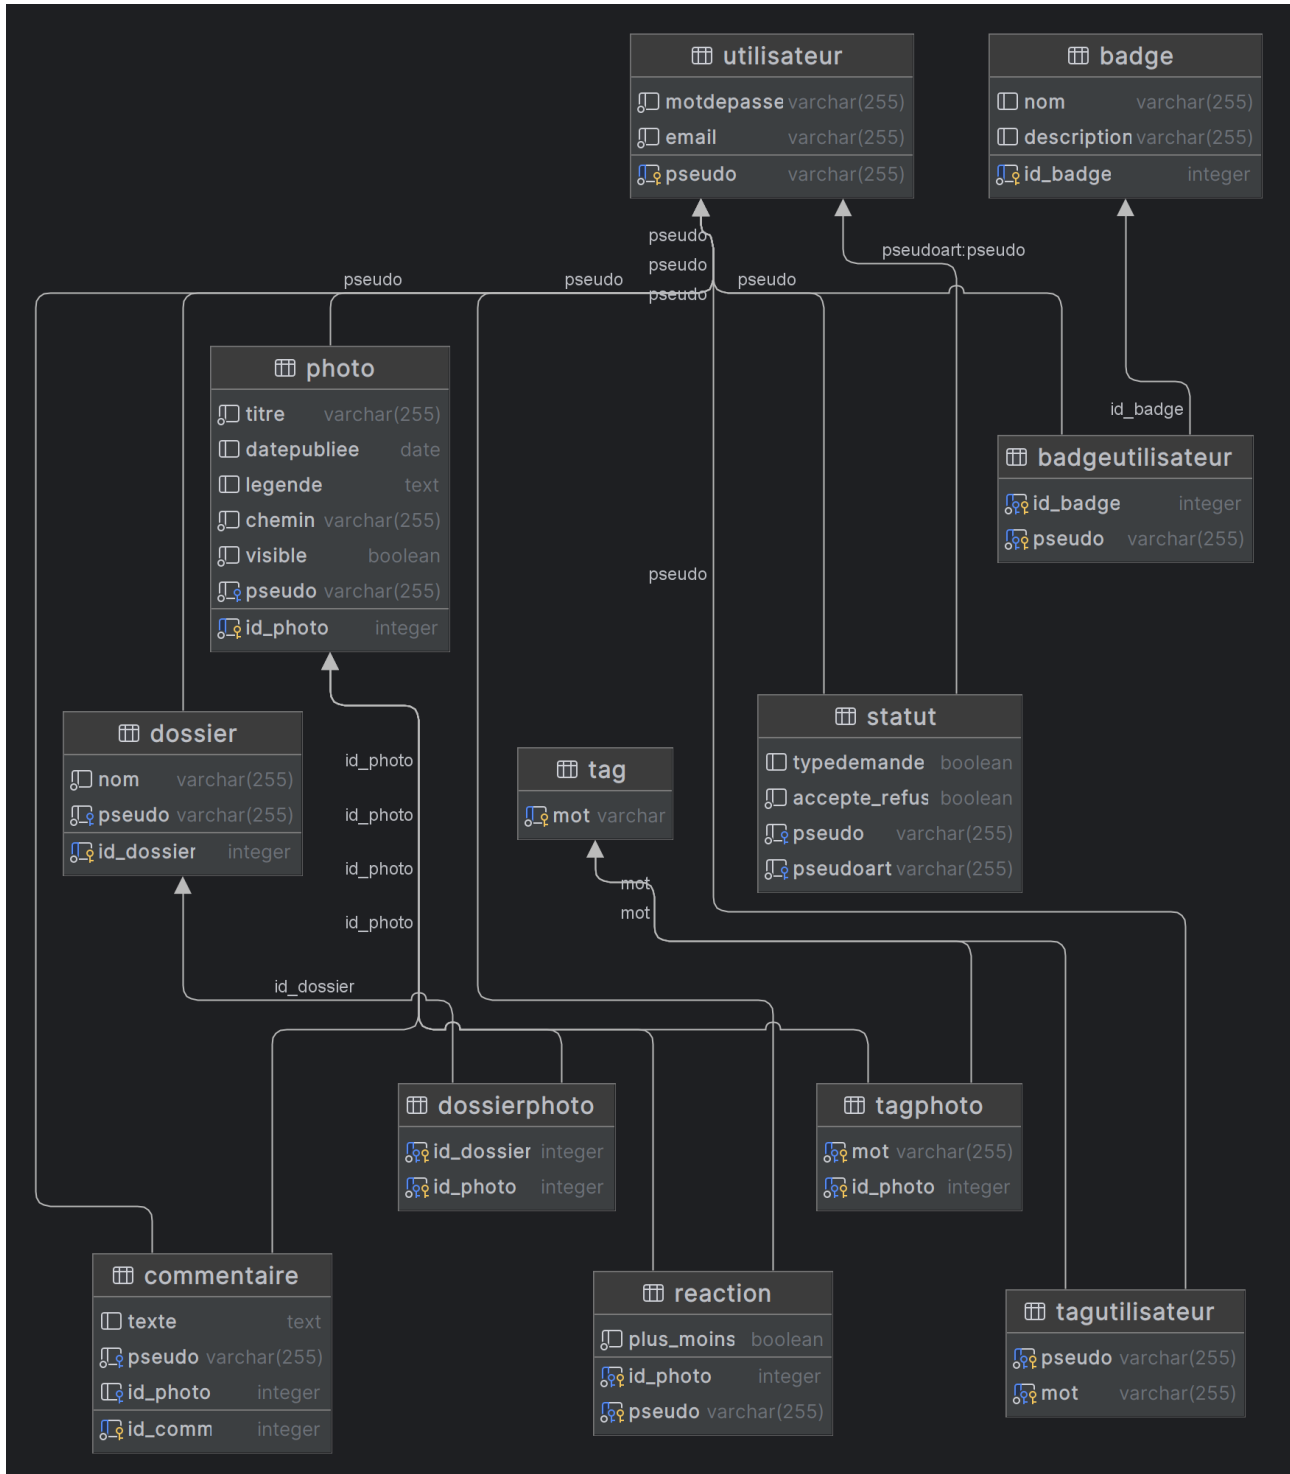 utilisateur
motdepasse varchar(255)
email varchar(255)
pseudo varchar(255)
badge
nom varchar(255)
description varchar(255)
id_badge integer
pseudo
pseudo
pseudo
pseudo
pseudo
pseudo
pseudoart:pseudo
id_badge
photo
titre varchar(255)
datepubliee date
legende text
chemin varchar(255)
visible boolean
pseudo varchar(255)
id_photo integer
badgeutilisateur
id_badge integer
pseudo varchar(255)
pseudo
dossier
nom varchar(255)
pseudo varchar(255)
id_dossier integer
id_photo
id_photo
id_photo
id_photo
tag
mot varchar
statut
typedemande boolean
accepte_refus boolean
pseudo varchar(255)
pseudoart varchar(255)
mot
mot
id_dossier
dossierphoto
id_dossier integer
id_photo integer
tagphoto
mot varchar(255)
id_photo integer
commentaire
texte text
pseudo varchar(255)
id_photo integer
id_comm integer
reaction
plus_moins boolean
id_photo integer
pseudo varchar(255)
tagutilisateur
pseudo varchar(255)
mot varchar(255)